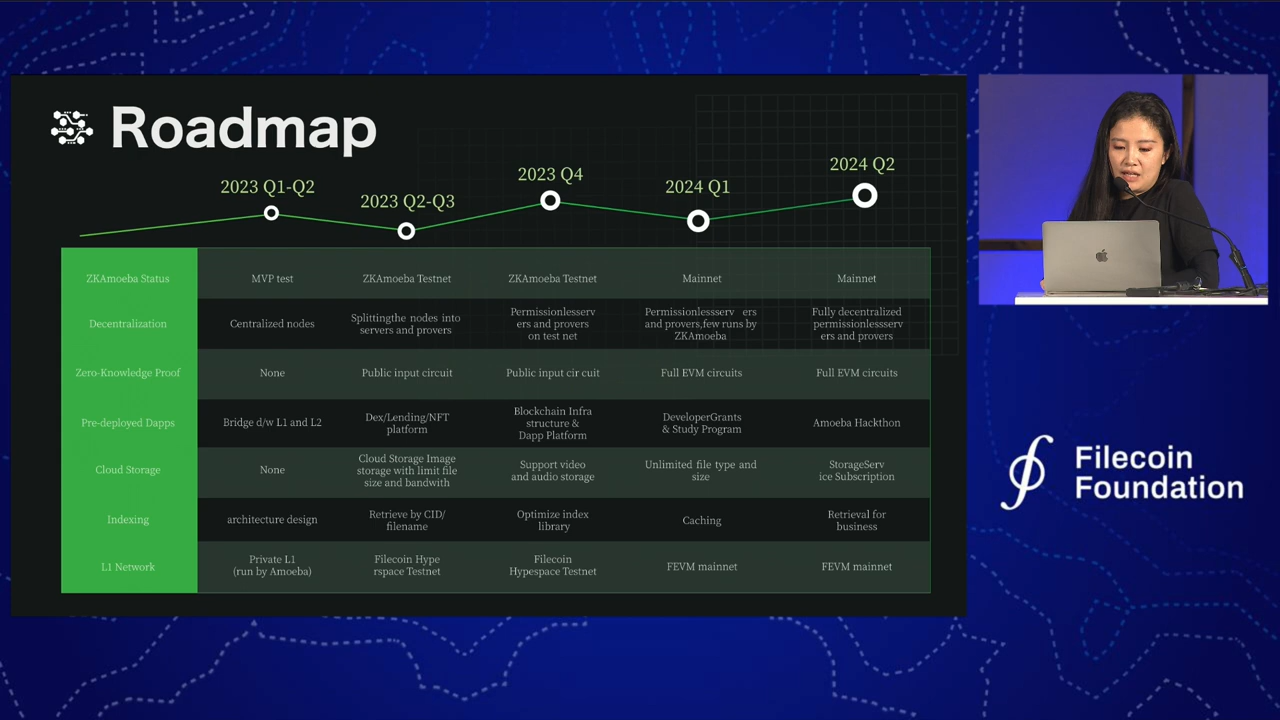 Roadmap
2023 Q1-Q2
2023 Q2-Q3
2023 Q4
2024 Q1
2024 Q2
ZKAmoeba Status
MVP test
ZKAmoeba Testnet
ZKAmoeba Testnet
Mainnet
Mainnet
Decentralization
Centralized nodes
Splittingthe nodes into
servers and provers
Permissionlesserv
ers and provers
on test net
Permissionlessserv ers
and provers,few runs by
ZKAmoeba
Fully decentralized
permissionlessserv
ers and provers
Zero-Knowledge Proof
None
Public input circuit
Public input cir cuit
Full EVM circuits
Full EVM circuits
Pre-deployed Dapps
Bridge d/w L1 and L2
Dex/Lending/NFT
platform
Blockchain Infra
structure &
Dapp Platform
DeveloperGrants
& Study Program
Amoeba Hackthon
Cloud Storage
None
Cloud Storage Image
storage with limit file
size and bandwith
Support video
and audio storage
Unlimited file type and
size
StorageServ
ice Subscription
Indexing
architecture design
Retrieve by CID/
filename
Optimize index
library
Caching
Retrieval for
business
L1 Network
Private L1
(run by Amoeba)
Filecoin Hype
rspace Testnet
Filecoin
Hypespace Testnet
FEVM mainnet
FEVM mainnet
Filecoin
Foundation